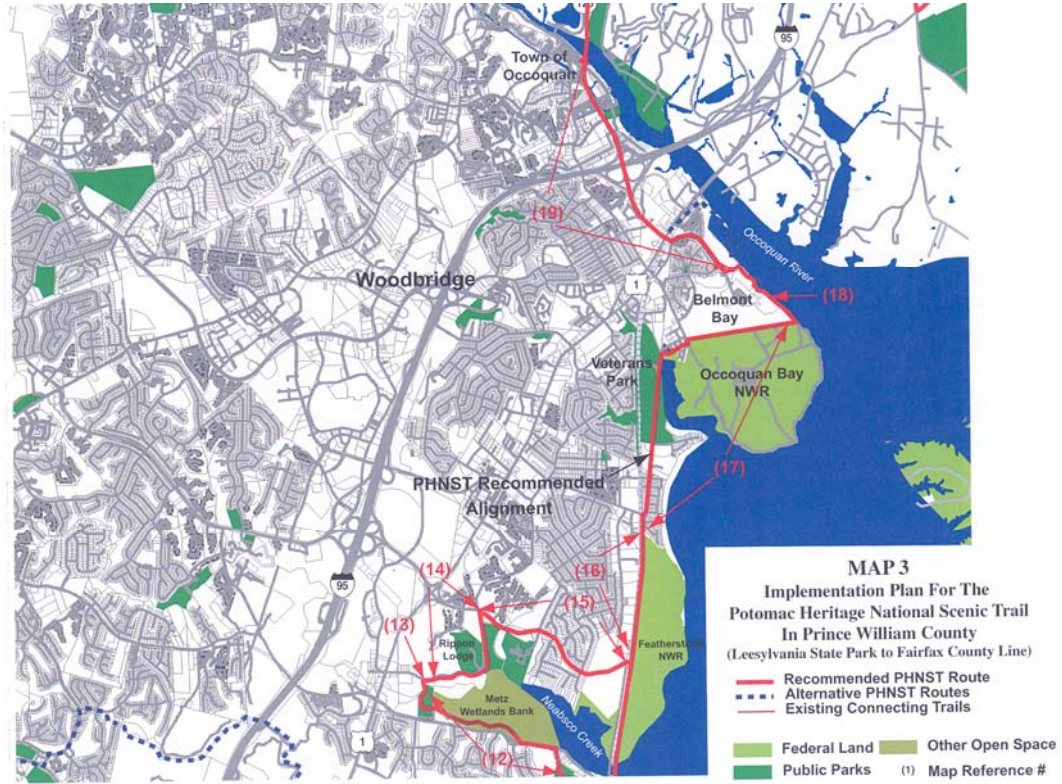 123
95
Town of
Occoquan
(19)
Occoquan River
Woodbridge
1
Belmont
Bay
(18)
Veterans
Park
Occoquan Bay
NWR
(17)
PHNST Recommended
Alignment
(16)
(14)
95
(15)
(13)
Rippon
Lodge
Featherstone
NWR
Metz
Wetlands Bank
Neabsco Creek
1
(12)
MAP 3
Implementation Plan For The
Potomac Heritage National Scenic Trail
In Prince William County
(Leesylvania State Park to Fairfax County Line)
Recommended PHNST Route
Alternative PHNST Routes
Existing Connecting Trails
Federal Land
Other Open Space
Public Parks
(1) Map Reference #